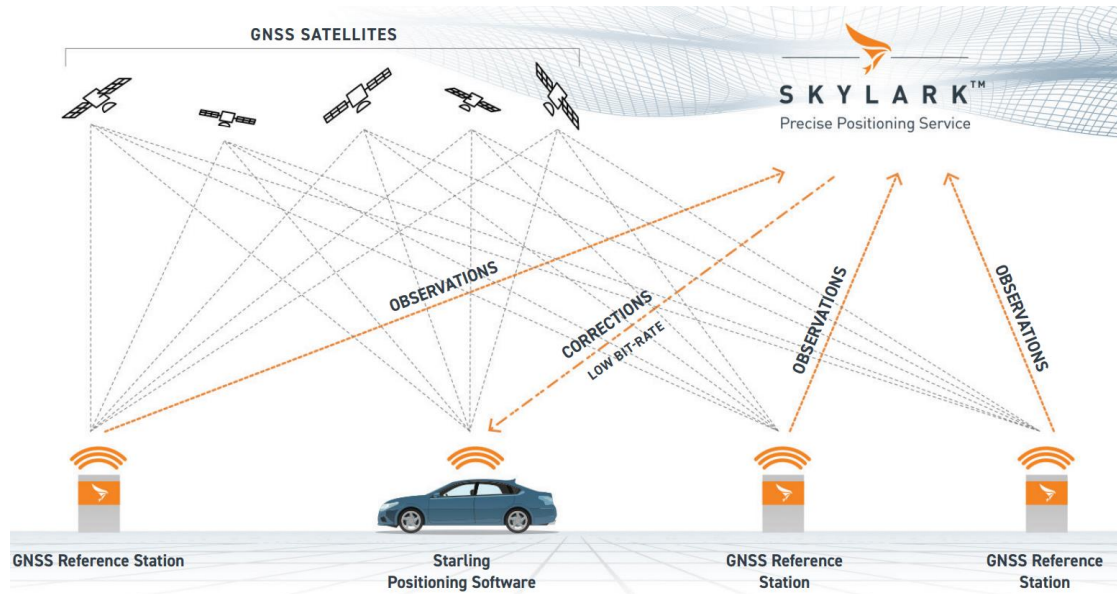 GNSS SATELLITES
SKYLARK™
Precise Positioning Service
OBSERVATIONS
CORRECTIONS
LOW BIT-RATE
OBSERVATIONS
OBSERVATIONS
GNSS Reference Station
Starling
Positioning Software
GNSS Reference
Station
GNSS Reference
Station